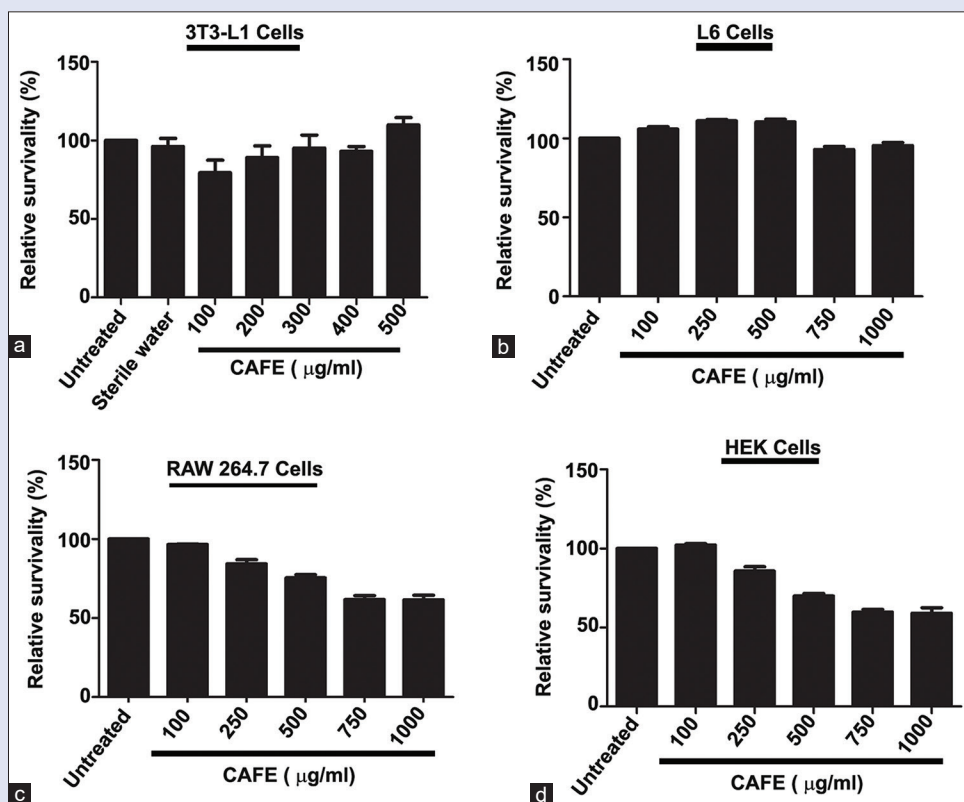 3T3-L1 Cells
Relative survivality (%)
150
100
50
0
Untreated
Sterile water
100
200
300
400
500
CAFE ( μg/ml)
a
L6 Cells
Relative survivality (%)
150
100
50
0
Untreated
100
250
500
750
1000
CAFE ( μg/ml)
b
RAW 264.7 Cells
Relative survivality (%)
150
100
50
0
Untreated
100
250
500
750
1000
CAFE ( μg/ml)
c
HEK Cells
Relative survivality (%)
150
100
50
0
Untreated
100
250
500
750
1000
CAFE ( μg/ml)
d